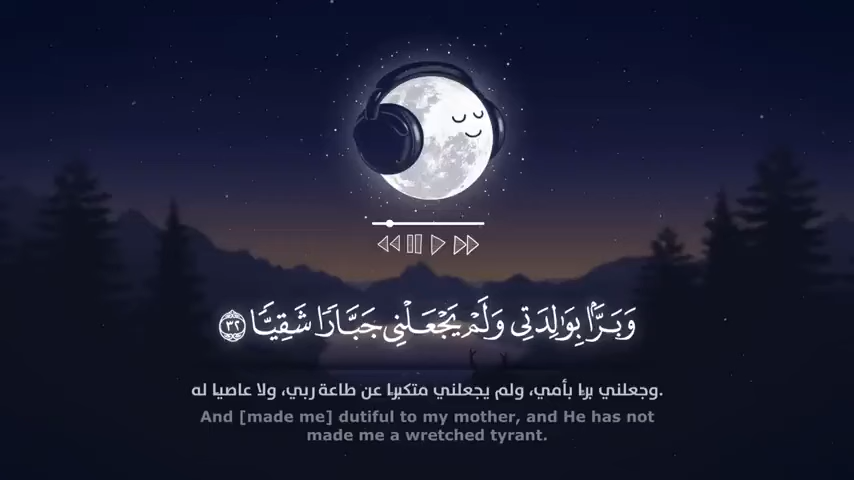 وَبَرًّۢا بِوَٰلِدَتِى وَلَمْ يَجْعَلْنِى جَبَّارًا شَقِيًّا ٣٢
وجعلني برا بأمي، ولم يجعلني متكبرا عن طاعة ربي، ولا عاصيا له.
And [made me] dutiful to my mother, and He has not
made me a wretched tyrant.